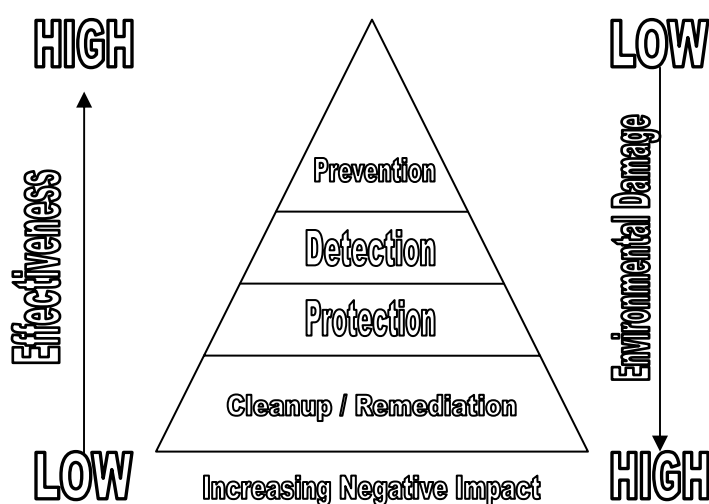 HIGH
LOW
Prevention
Detection
Protection
Cleanup / Remediation
Effectiveness
Environmental Damage
LOW
HIGH
Increasing Negative Impact